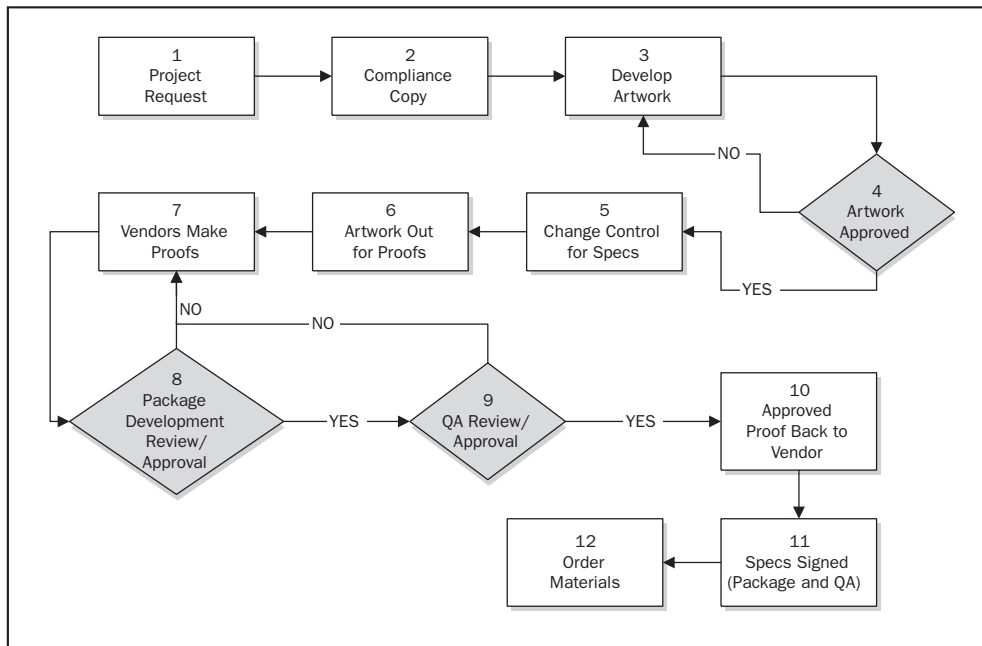 1
Project
Request
2
Compliance
Copy
3
Develop
Artwork
NO
4
Artwork
Approved
7
Vendors Make
Proofs
6
Artwork Out
for Proofs
5
Change Control
for Specs
YES
NO
NO
8
Package
Development
Review/
Approval
YES
9
QA Review/
Approval
YES
10
Approved
Proof Back to
Vendor
12
Order
Materials
11
Specs Signed
(Package and QA)